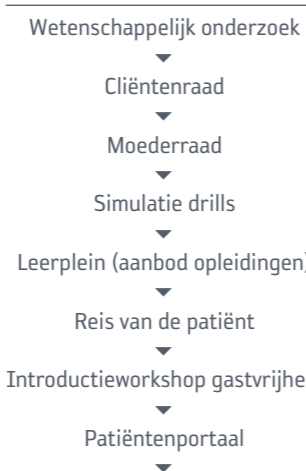 Wetenschappelijk onderzoek
Cliëntenraad
Moederraad
Simulatie drills
Leerplein (aanbod opleidingen)
Reis van de patiënt
Introductieworkshop gastvrijhe
Patiëntenportaal